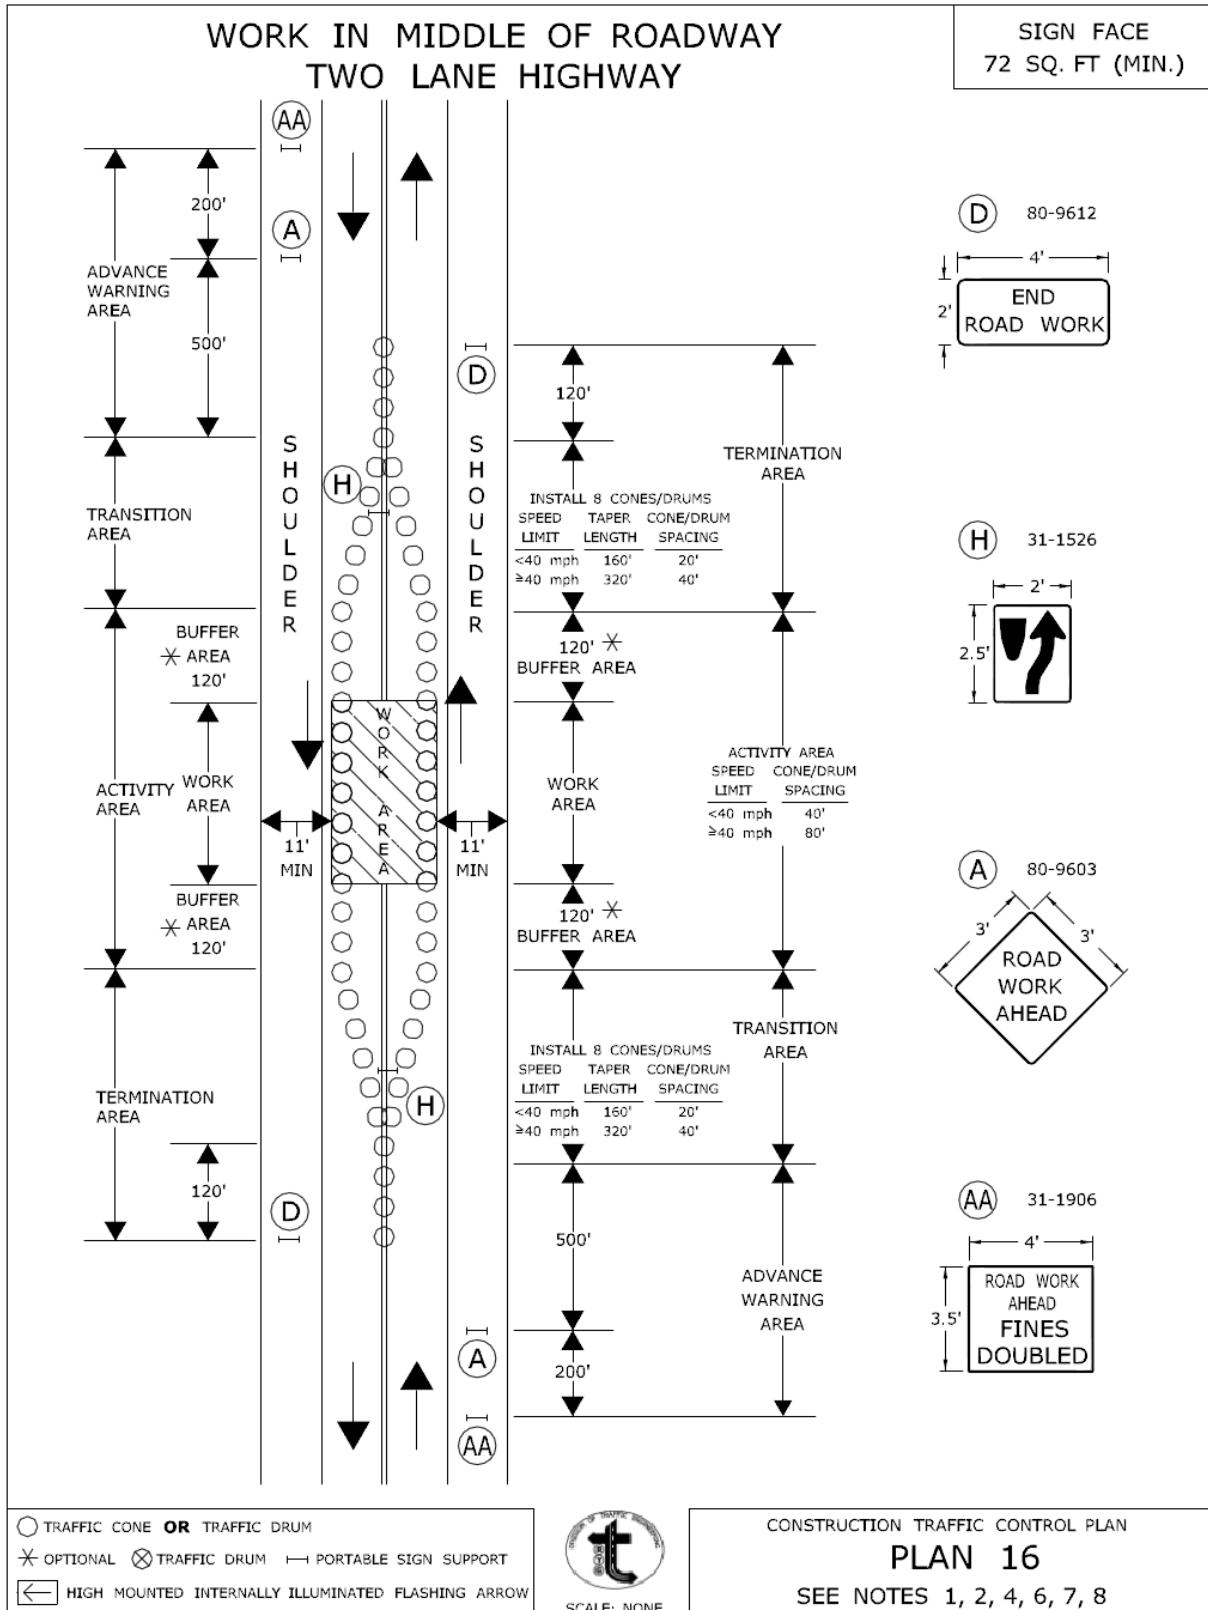 WORK IN MIDDLE OF ROADWAY
TWO LANE HIGHWAY
SIGN FACE
72 SQ. FT (MIN.)
AA
200'
A
ADVANCE
WARNING
AREA
500'
D
120'
SHOULDER
SHOULDER
H
TERMINATION
AREA
TRANSITION
AREA
INSTALL 8 CONES/DRUMS
SPEED TAPER CONE/DRUM
LIMIT LENGTH SPACING
<40 mph 160' 20'
≥40 mph 320' 40'
BUFFER
* AREA
120'
120' *
BUFFER AREA
WORK AREA
ACTIVITY
AREA
WORK
AREA
WORK
AREA
ACTIVITY AREA
SPEED CONE/DRUM
LIMIT SPACING
<40 mph 40'
≥40 mph 80'
11'
MIN
11'
MIN
BUFFER
* AREA
120'
120' *
BUFFER AREA
TRANSITION
AREA
INSTALL 8 CONES/DRUMS
SPEED TAPER CONE/DRUM
LIMIT LENGTH SPACING
<40 mph 160' 20'
≥40 mph 320' 40'
TERMINATION
AREA
H
120'
D
500'
ADVANCE
WARNING
AREA
A
200'
AA
D 80-9612
4'
2'
END
ROAD WORK
H 31-1526
2'
2.5'
A 80-9603
3' 3'
ROAD
WORK
AHEAD
AA 31-1906
4'
3.5'
ROAD WORK
AHEAD
FINES
DOUBLED
TRAFFIC CONE OR TRAFFIC DRUM
* OPTIONAL TRAFFIC DRUM PORTABLE SIGN SUPPORT
HIGH MOUNTED INTERNALLY ILLUMINATED FLASHING ARROW
DIVISION OF TRAFFIC ENGINEERING
SCALE: NONE
CONSTRUCTION TRAFFIC CONTROL PLAN
PLAN 16
SEE NOTES 1, 2, 4, 6, 7, 8